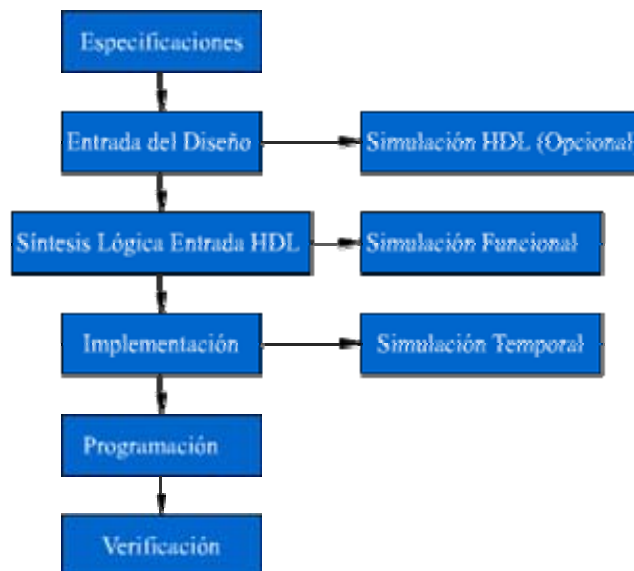 Especificaciones
Entrada del Diseño
Simulación HDL (Opcional
Síntesis Lógica Entrada HDL
Simulación Funcional
Implementación
Simulación Temporal
Programación
Verificación